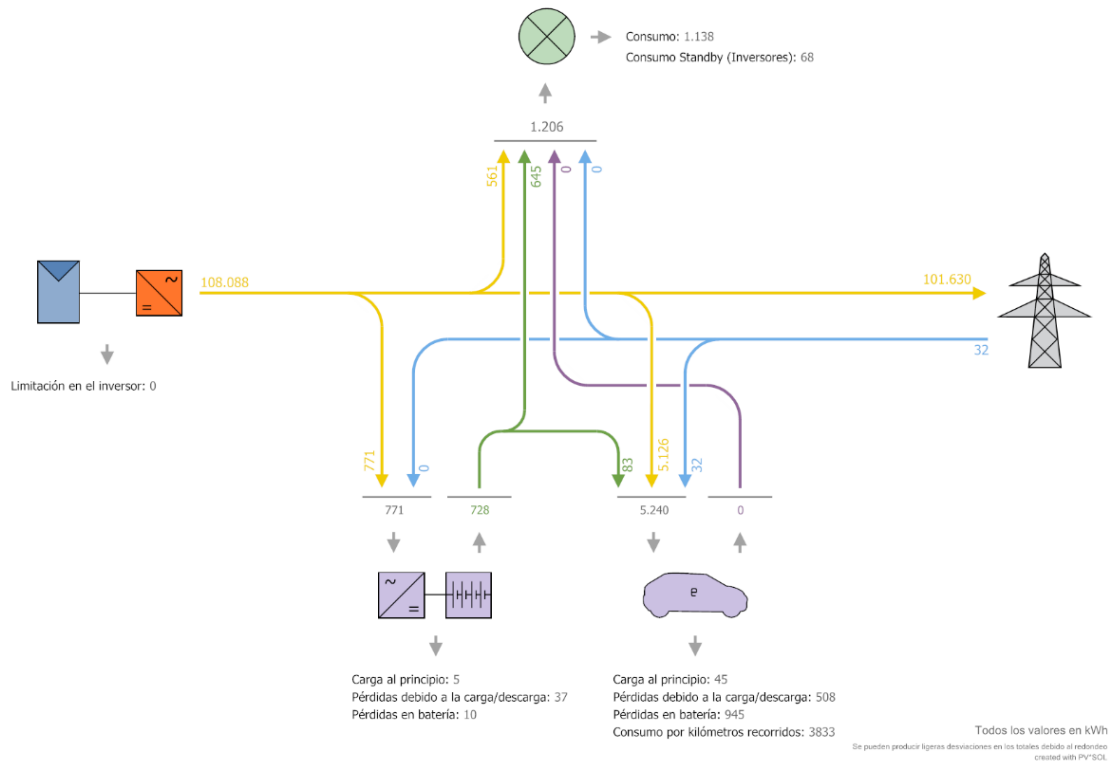 Consumo: 1.138
Consumo Standby (Inversores): 68
1.206
561
645
0
0
108.088
101.630
32
Limitación en el inversor: 0
771
0
83
5.126
32
771
728
5.240
0
~
=
~
=
e
Carga al principio: 5
Pérdidas debido a la carga/descarga: 37
Pérdidas en batería: 10
Carga al principio: 45
Pérdidas debido a la carga/descarga: 508
Pérdidas en batería: 945
Consumo por kilómetros recorridos: 3833
Todos los valores en kWh
Se pueden producir ligeras desviaciones en los totales debido al redondeo
created with PV*SOL